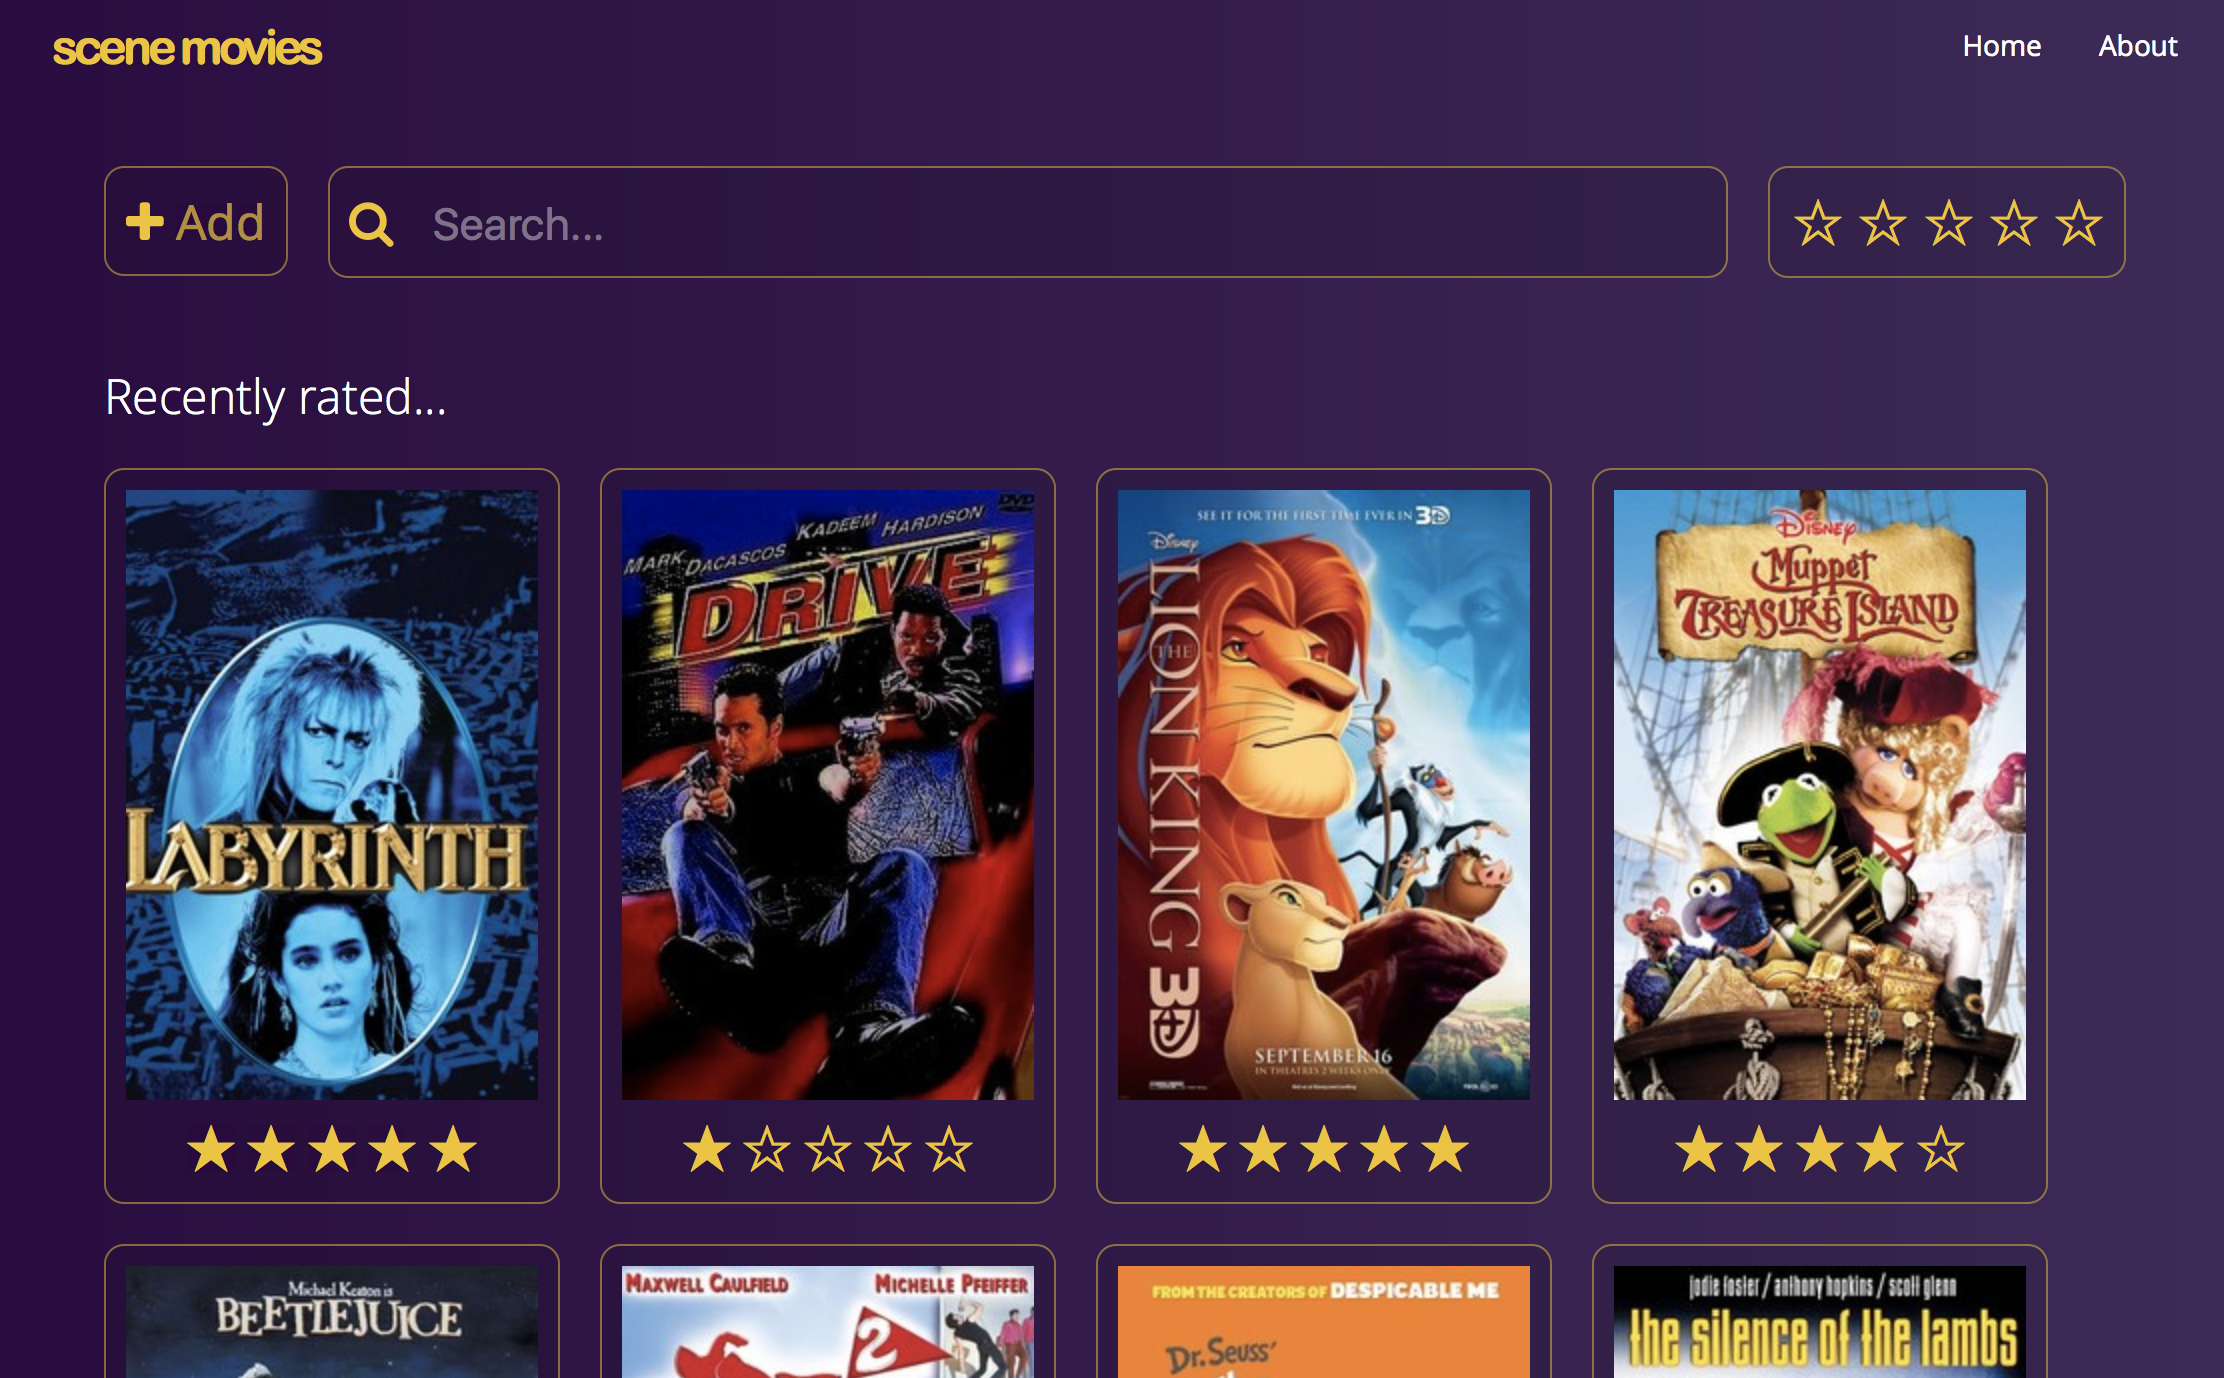 scene movies
Home About
Add
Search...
Recently rated...
LABYRINTH
DVD
KADEEM HARDISON
MARK DACASCOS
DRIVE
SEE IT FOR THE FIRST TIME EVER IN 3D
Disney
THE LION KING 3D
SEPTEMBER 16
IN THEATRES 2 WEEKS ONLY
Disney
Muppet
TREASURE ISLAND
Michael Keaton is
BEETLEJUICE
MAXWELL CAULFIELD MICHELLE PFEIFFER
2
FROM THE CREATORS OF DESPICABLE ME
Dr. Seuss'
jodie foster / anthony hopkins / scott glenn
the silence of the lambs